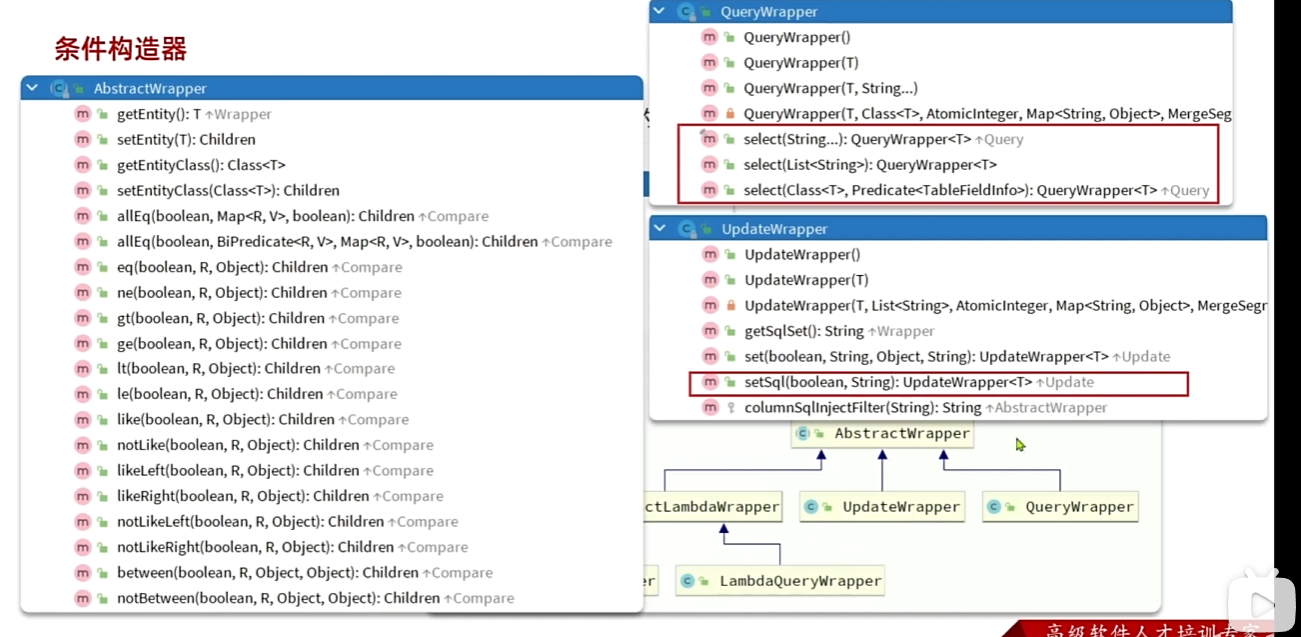 条件构造器
AbstractWrapper
getEntity(): T ↑Wrapper
setEntity(T): Children
getEntityClass(): Class<T>
setEntityClass(Class<T>): Children
allEq(boolean, Map<R, V>, boolean): Children ↑Compare
allEq(boolean, BiPredicate<R, V>, Map<R, V>, boolean): Children ↑Compare
eq(boolean, R, Object): Children ↑Compare
ne(boolean, R, Object): Children ↑Compare
gt(boolean, R, Object): Children ↑Compare
ge(boolean, R, Object): Children ↑Compare
lt(boolean, R, Object): Children ↑Compare
le(boolean, R, Object): Children ↑Compare
like(boolean, R, Object): Children ↑Compare
notLike(boolean, R, Object): Children ↑Compare
likeLeft(boolean, R, Object): Children ↑Compare
likeRight(boolean, R, Object): Children ↑Compare
notLikeLeft(boolean, R, Object): Children ↑Compare
notLikeRight(boolean, R, Object): Children ↑Compare
between(boolean, R, Object, Object): Children ↑Compare
notBetween(boolean, R, Object, Object): Children ↑Compare
QueryWrapper
QueryWrapper()
QueryWrapper(T)
QueryWrapper(T, String...)
QueryWrapper(T, Class<T>, AtomicInteger, Map<String, Object>, MergeSeg
select(String...): QueryWrapper<T> ↑Query
select(List<String>): QueryWrapper<T>
select(Class<T>, Predicate<TableFieldInfo>): QueryWrapper<T> ↑Query
UpdateWrapper
UpdateWrapper()
UpdateWrapper(T)
UpdateWrapper(T, List<String>, AtomicInteger, Map<String, Object>, MergeSegr
getSqlSet(): String ↑Wrapper
set(boolean, String, Object, String): UpdateWrapper<T> ↑Update
setSql(boolean, String): UpdateWrapper<T> ↑Update
columnSqlInjectFilter(String): String ↑AbstractWrapper
AbstractWrapper
ctLambdaWrapper
UpdateWrapper
QueryWrapper
er
LambdaQueryWrapper
高级软件人才培训专家